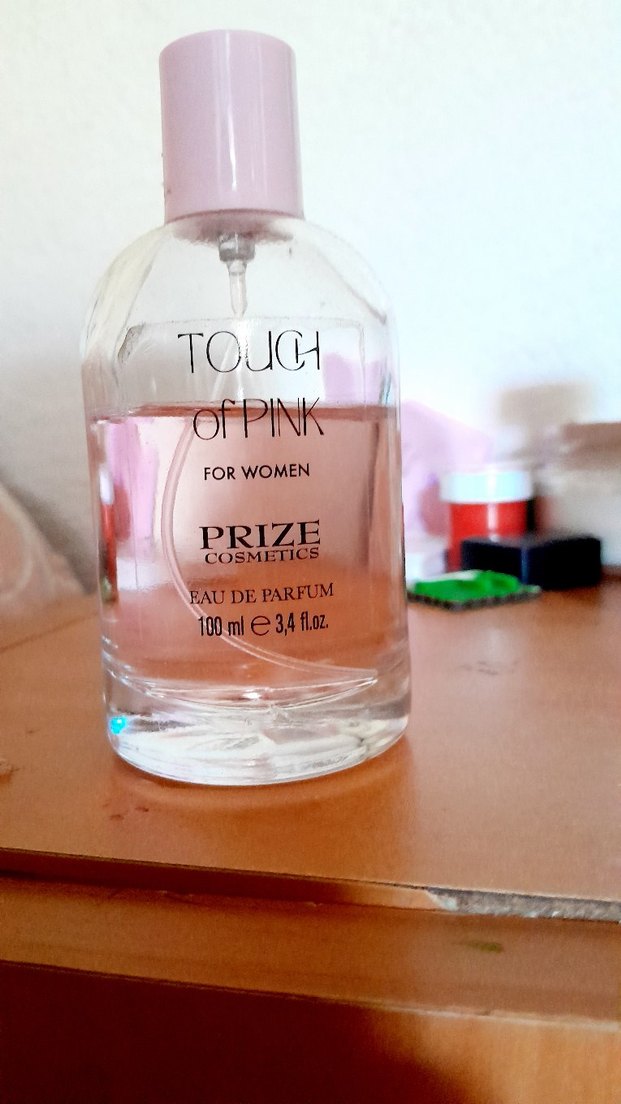 TOUCH
of PINK
FOR WOMEN
PRIZE
COSMETICS
EAU DE PARFUM
100 ml ℮ 3,4 fl.oz.